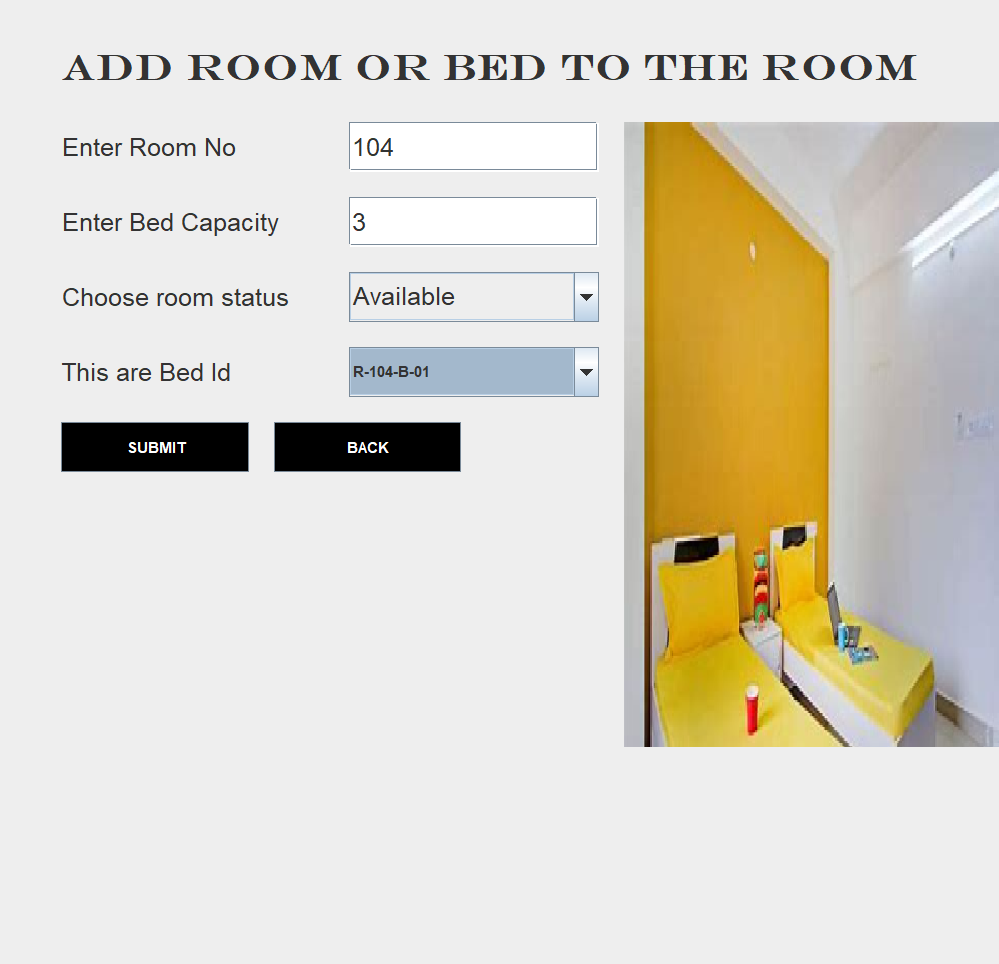 ADD ROOM OR BED TO THE ROOM
Enter Room No 104
Enter Bed Capacity 3
Choose room status Available
This are Bed Id R-104-B-01
SUBMIT BACK